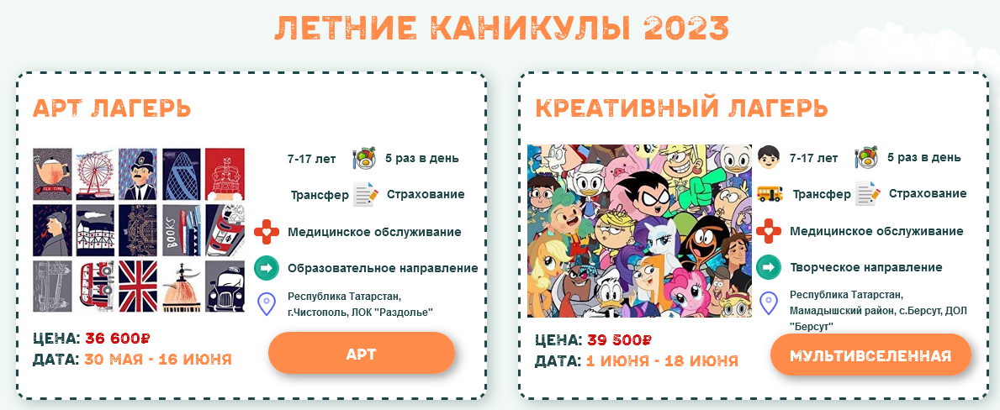 ЛЕТНИЕ КАНИКУЛЫ 2023
АРТ ЛАГЕРЬ
TEA TIME
BOOKS
7-17 лет
5 раз в день
Трансфер
Страхование
Медицинское обслуживание
Образовательное направление
Республика Татарстан,
г.Чистополь, ЛОК "Раздолье"
ЦЕНА: 36 600₽
ДАТА: 30 МАЯ - 16 ИЮНЯ
АРТ
КРЕАТИВНЫЙ ЛАГЕРЬ
7-17 лет
5 раз в день
Трансфер
Страхование
Медицинское обслуживание
Творческое направление
Республика Татарстан,
Мамадышский район, с.Берсут, ДОЛ
"Берсут"
ЦЕНА: 39 500₽
ДАТА: 1 ИЮНЯ - 18 ИЮНЯ
МУЛЬТИВСЕЛЕННАЯ